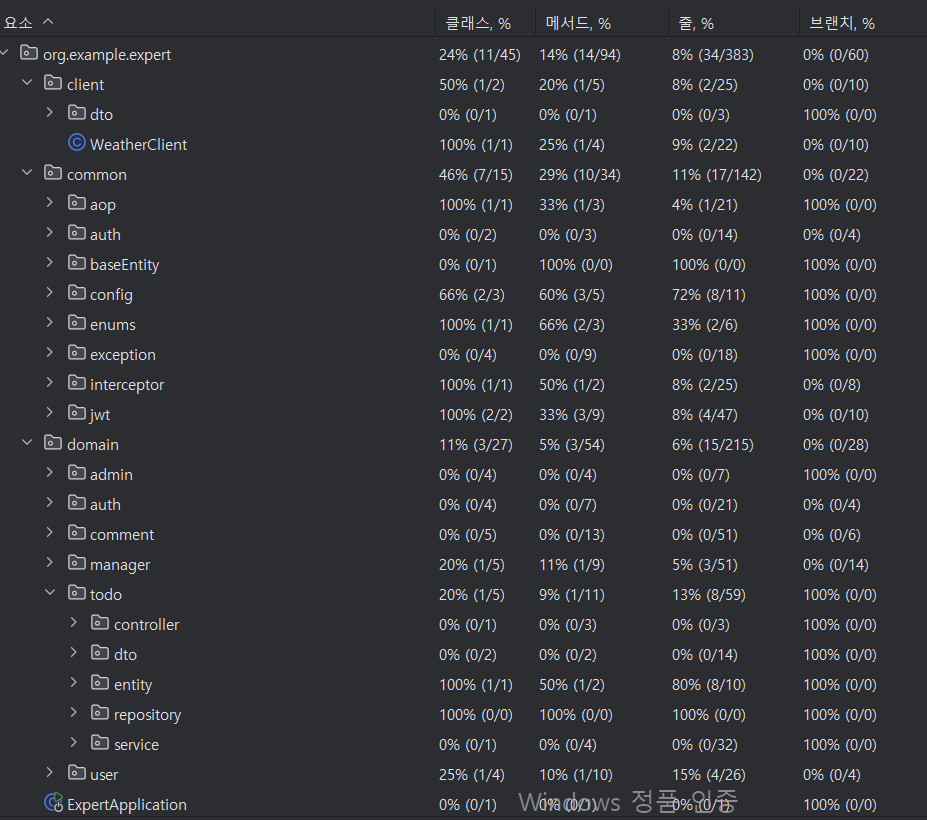 요소 클래스, % 메서드, % 줄, % 브랜치, %
org.example.expert 24% (11/45) 14% (14/94) 8% (34/383) 0% (0/60)
client 50% (1/2) 20% (1/5) 8% (2/25) 0% (0/10)
dto 0% (0/1) 0% (0/1) 0% (0/3) 100% (0/0)
WeatherClient 100% (1/1) 25% (1/4) 9% (2/22) 0% (0/10)
common 46% (7/15) 29% (10/34) 11% (17/142) 0% (0/22)
aop 100% (1/1) 33% (1/3) 4% (1/21) 100% (0/0)
auth 0% (0/2) 0% (0/3) 0% (0/14) 0% (0/4)
baseEntity 0% (0/1) 100% (0/0) 100% (0/0) 100% (0/0)
config 66% (2/3) 60% (3/5) 72% (8/11) 100% (0/0)
enums 100% (1/1) 66% (2/3) 33% (2/6) 100% (0/0)
exception 0% (0/4) 0% (0/9) 0% (0/18) 100% (0/0)
interceptor 100% (1/1) 50% (1/2) 8% (2/25) 0% (0/8)
jwt 100% (2/2) 33% (3/9) 8% (4/47) 0% (0/10)
domain 11% (3/27) 5% (3/54) 6% (15/215) 0% (0/28)
admin 0% (0/4) 0% (0/4) 0% (0/7) 100% (0/0)
auth 0% (0/4) 0% (0/7) 0% (0/21) 0% (0/4)
comment 0% (0/5) 0% (0/13) 0% (0/51) 0% (0/6)
manager 20% (1/5) 11% (1/9) 5% (3/51) 0% (0/14)
todo 20% (1/5) 9% (1/11) 13% (8/59) 100% (0/0)
controller 0% (0/1) 0% (0/3) 0% (0/3) 100% (0/0)
dto 0% (0/2) 0% (0/2) 0% (0/14) 100% (0/0)
entity 100% (1/1) 50% (1/2) 80% (8/10) 100% (0/0)
repository 100% (0/0) 100% (0/0) 100% (0/0) 100% (0/0)
service 0% (0/1) 0% (0/4) 0% (0/32) 100% (0/0)
user 25% (1/4) 10% (1/10) 15% (4/26) 0% (0/4)
ExpertApplication 0% (0/1) 0% (0/1) 0% (0/1) 100% (0/0)
Windows 정품 인증